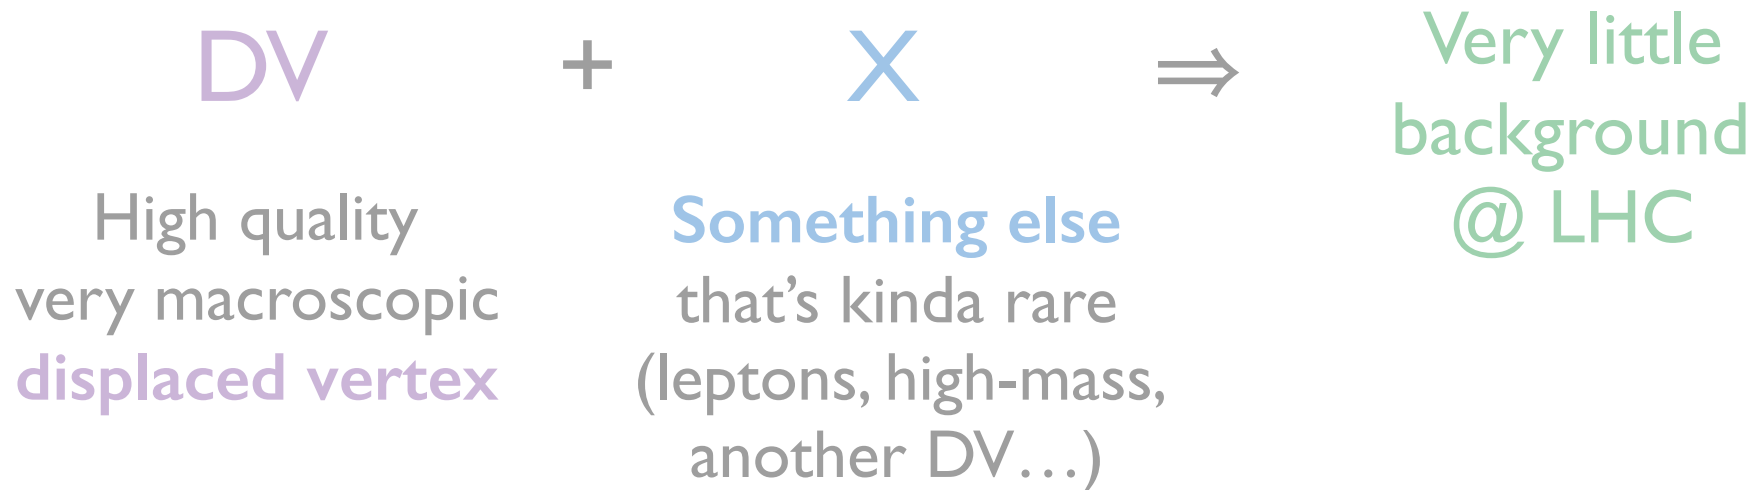 DV + X ⇒ Very little
background
@ LHC
High quality
very macroscopic
displaced vertex
Something else
that's kinda rare
(leptons, high-mass,
another DV…)